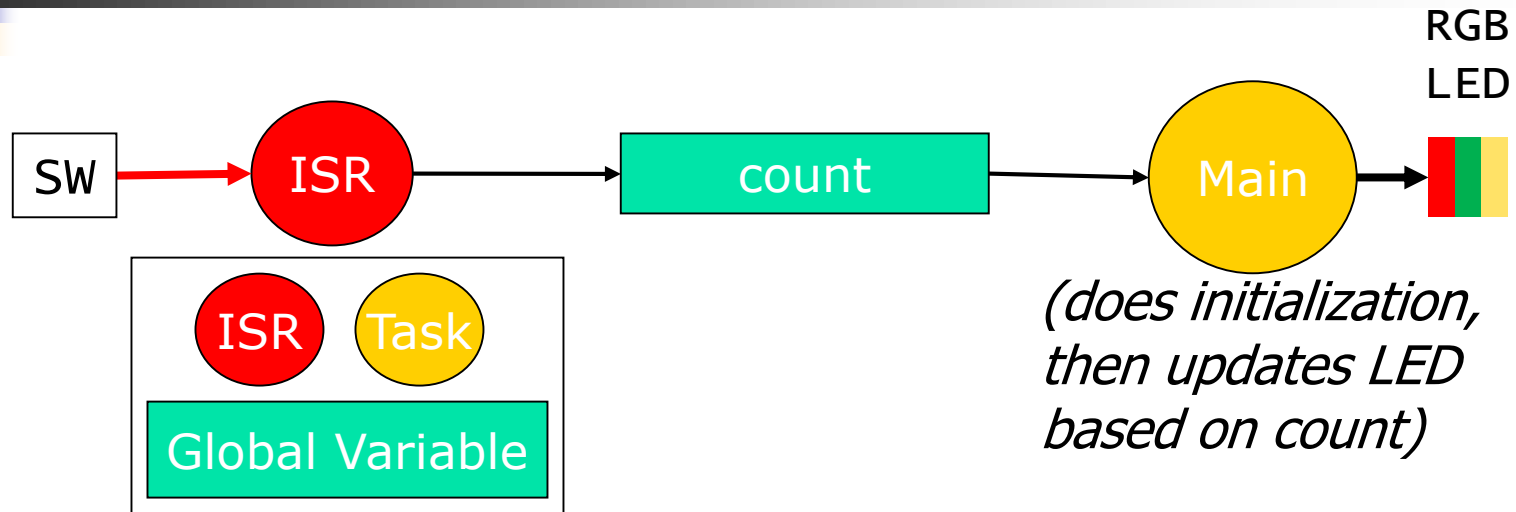 RGB
LED
SW
ISR
count
Main
ISR
Task
Global Variable
(does initialization,
then updates LED
based on count)